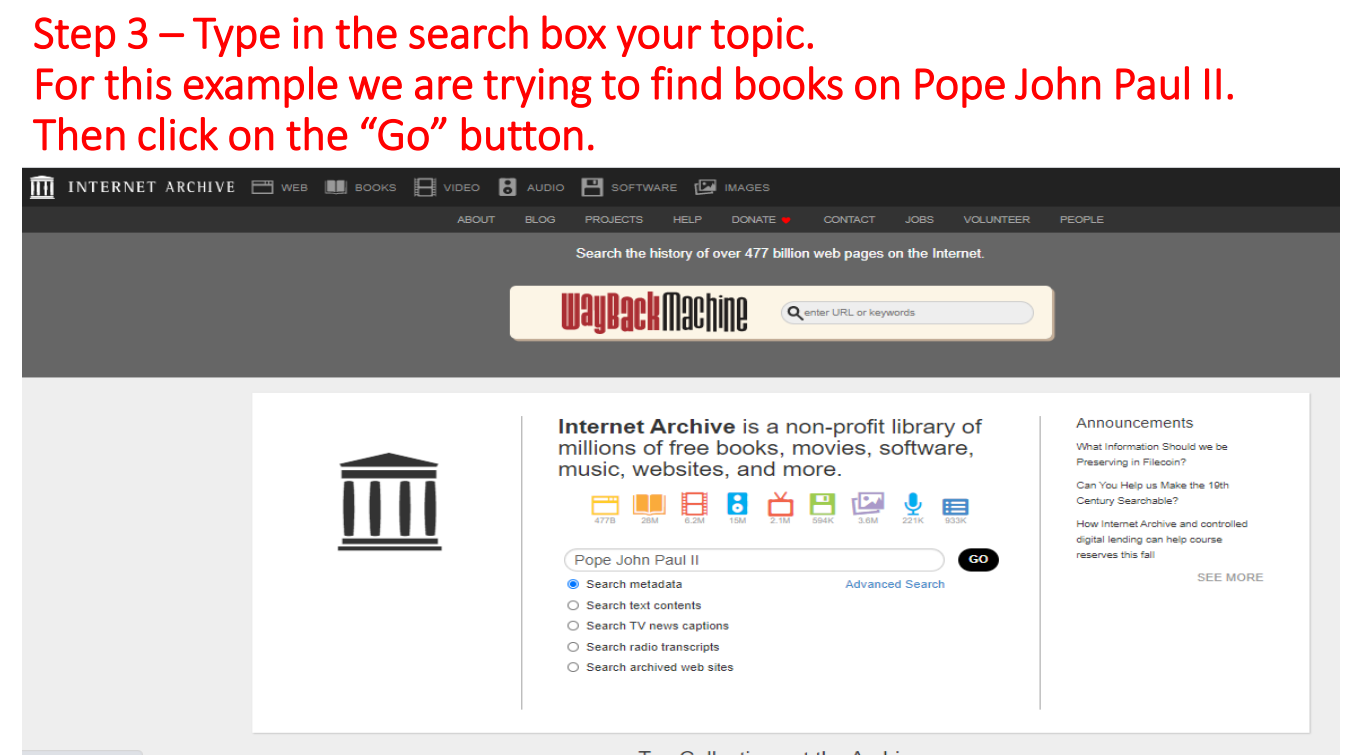 Step 3 – Type in the search box your topic.
For this example we are trying to find books on Pope John Paul II.
Then click on the “Go” button.
INTERNET ARCHIVE WEB BOOKS VIDEO AUDIO SOFTWARE IMAGES
ABOUT BLOG PROJECTS HELP DONATE CONTACT JOBS VOLUNTEER PEOPLE
Search the history of over 477 billion web pages on the Internet.
WayBackMachine
enter URL or keywords
Internet Archive is a non-profit library of
millions of free books, movies, software,
music, websites, and more.
477B 28M 6.2M 15M 2.1M 594K 3.8M 221K 933K
Pope John Paul II
GO
Search metadata
Advanced Search
Search text contents
Search TV news captions
Search radio transcripts
Search archived web sites
Announcements
What Information Should we be
Preserving in Filecoin?
Can You Help us Make the 19th
Century Searchable?
How Internet Archive and controlled
digital lending can help course
reserves this fall
SEE MORE